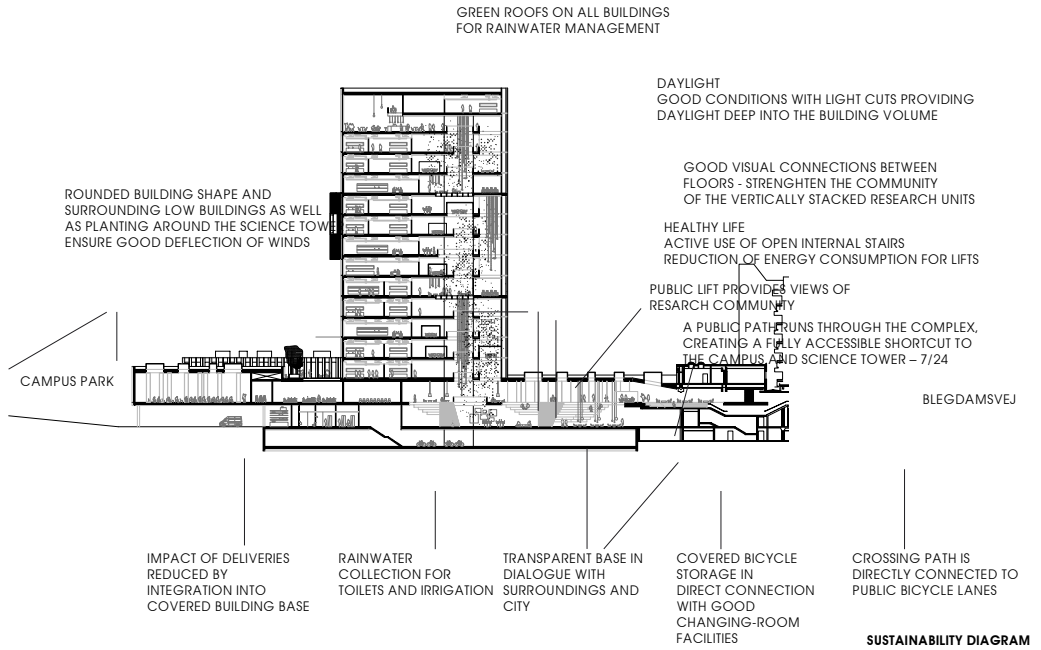 GREEN ROOFS ON ALL BUILDINGS
FOR RAINWATER MANAGEMENT
DAYLIGHT
GOOD CONDITIONS WITH LIGHT CUTS PROVIDING
DAYLIGHT DEEP INTO THE BUILDING VOLUME
GOOD VISUAL CONNECTIONS BETWEEN
FLOORS - STRENGHTEN THE COMMUNITY
OF THE VERTICALLY STACKED RESEARCH UNITS
ROUNDED BUILDING SHAPE AND
SURROUNDING LOW BUILDINGS AS WELL
AS PLANTING AROUND THE SCIENCE TOWE
ENSURE GOOD DEFLECTION OF WINDS
HEALTHY LIFE
ACTIVE USE OF OPEN INTERNAL STAIRS
REDUCTION OF ENERGY CONSUMPTION FOR LIFTS
PUBLIC LIFT PROVIDES VIEWS OF
RESARCH COMMUNITY
A PUBLIC PATH RUNS THROUGH THE COMPLEX,
CREATING A FULLY ACCESSIBLE SHORTCUT TO
THE CAMPUS AND SCIENCE TOWER – 7/24
CAMPUS PARK
BLEGDAMSVEJ
IMPACT OF DELIVERIES
REDUCED BY
INTEGRATION INTO
COVERED BUILDING BASE
RAINWATER
COLLECTION FOR
TOILETS AND IRRIGATION
TRANSPARENT BASE IN
DIALOGUE WITH
SURROUNDINGS AND
CITY
COVERED BICYCLE
STORAGE IN
DIRECT CONNECTION
WITH GOOD
CHANGING-ROOM
FACILITIES
CROSSING PATH IS
DIRECTLY CONNECTED TO
PUBLIC BICYCLE LANES
SUSTAINABILITY DIAGRAM